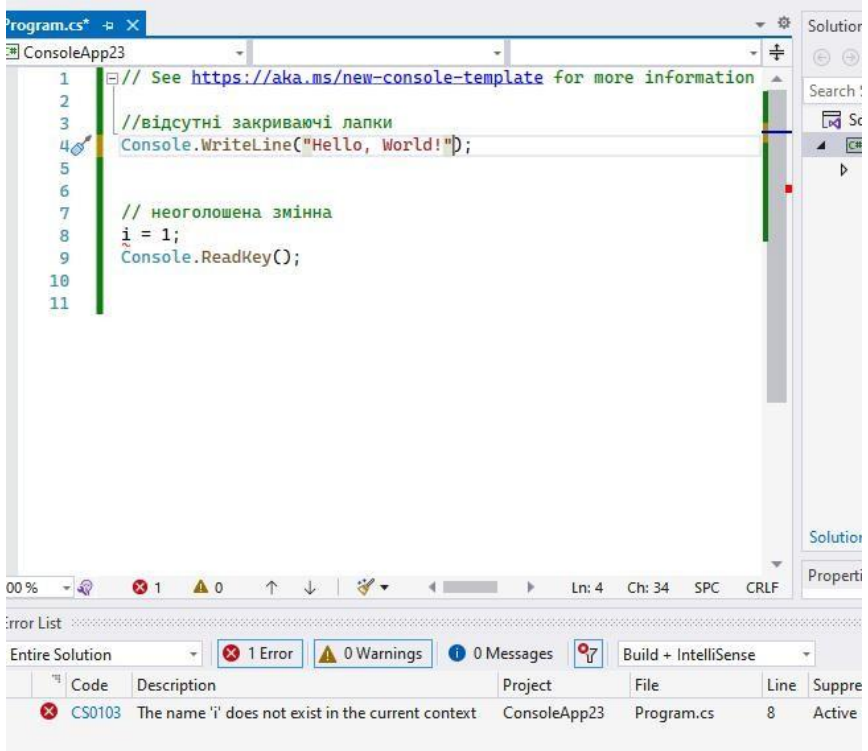 Program.cs*
Solution
ConsoleApp23
1 // See https://aka.ms/new-console-template for more information
2
3 //відсутні закриваючі лапки
4 Console.WriteLine("Hello, World!");
5
6
7 // неоголошена змінна
8 i = 1;
9 Console.ReadKey();
10
11
Search
So
C#
Solution
Properti
00 % 1 0 Ln: 4 Ch: 34 SPC CRLF
Error List
Entire Solution 1 Error 0 Warnings 0 Messages Build + IntelliSense
Code Description Project File Line Suppre
CS0103 The name 'i' does not exist in the current context ConsoleApp23 Program.cs 8 Active